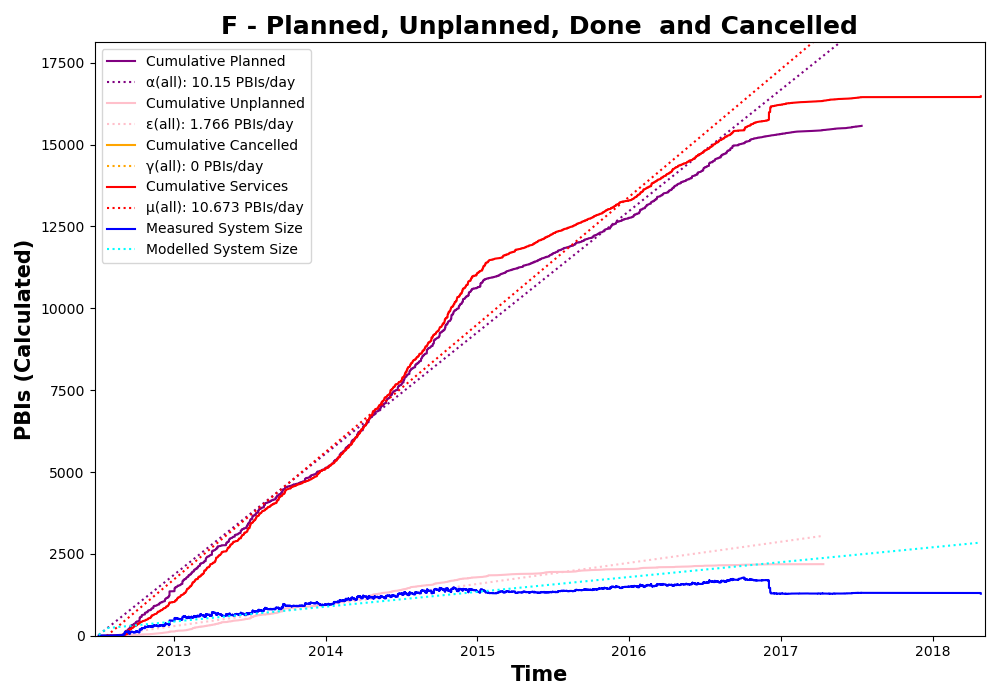 F - Planned, Unplanned, Done  and Cancelled
PBIs (Calculated)
17500
15000
12500
10000
7500
5000
2500
0
Cumulative Planned
α(all): 10.15 PBIs/day
Cumulative Unplanned
ε(all): 1.766 PBIs/day
Cumulative Cancelled
γ(all): 0 PBIs/day
Cumulative Services
μ(all): 10.673 PBIs/day
Measured System Size
Modelled System Size
2013 2014 2015 2016 2017 2018
Time